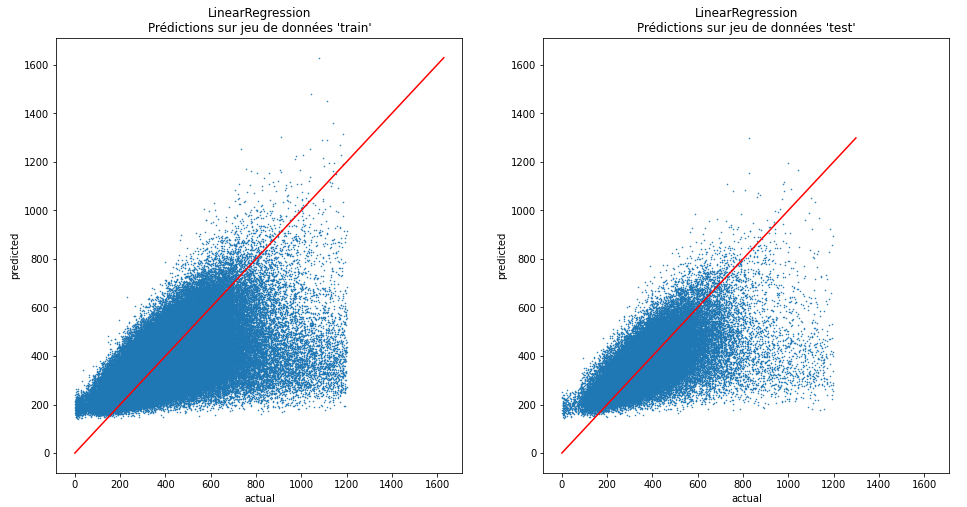 LinearRegression
Prédictions sur jeu de données 'train'
1600
1400
1200
1000
800
600
400
200
0
predicted
0 200 400 600 800 1000 1200 1400 1600
actual
LinearRegression
Prédictions sur jeu de données 'test'
1600
1400
1200
1000
800
600
400
200
0
predicted
0 200 400 600 800 1000 1200 1400 1600
actual